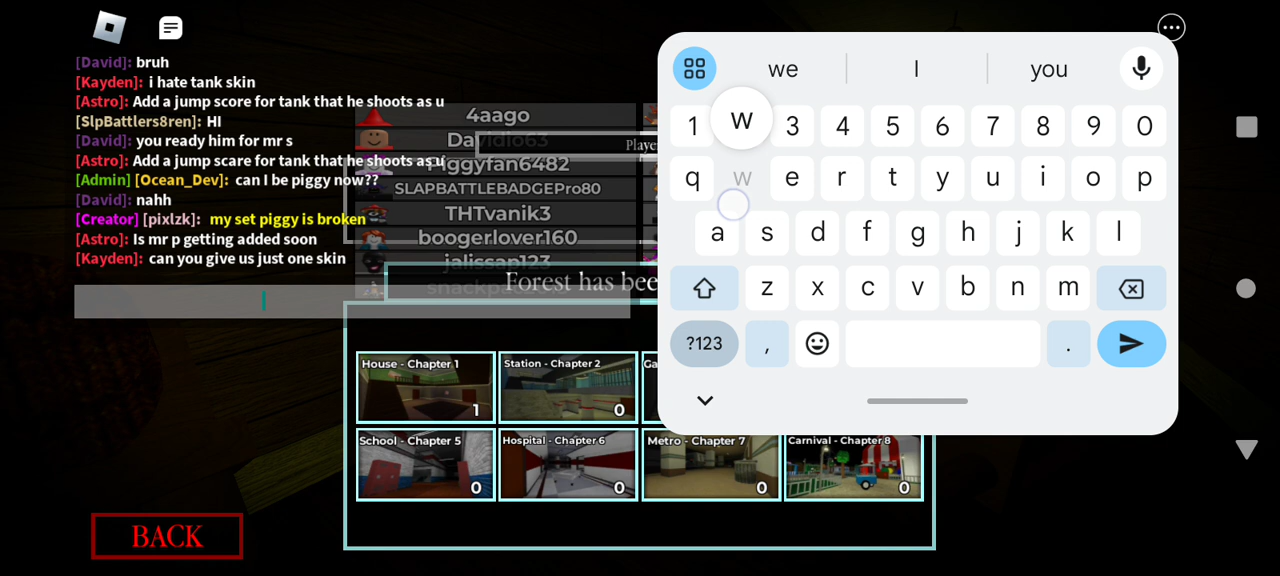 [David]: bruh
[Kayden]: i hate tank skin
[Astro]: Add a jump score for tank that he shoots as u
[SlpBattlers8ren]: HI
[David]: you ready him for mr s
[Astro]: Add a jump scare for tank that he shoots as u
[Admin] [Ocean_Dev]: can I be piggy now??
[David]: nahh
[Creator] [pixlzk]: my set piggy is broken
[Astro]: Is mr p getting added soon
[Kayden]: can you give us just one skin
4aago
Davidio63
Piggyfan6482
SLAPBATTLEBADGEPro80
THTvanik3
boogerlover160
jalissap123
Forest has bee
House - Chapter 1
1
Station - Chapter 2
0
Ga
School - Chapter 5
0
Hospital - Chapter 6
0
Metro - Chapter 7
0
Carnival - Chapter 8
0
BACK
we I you
1 w 3 4 5 6 7 8 9 0
q w e r t y u i o p
a s d f g h j k l
z x c v b n m
?123 , .